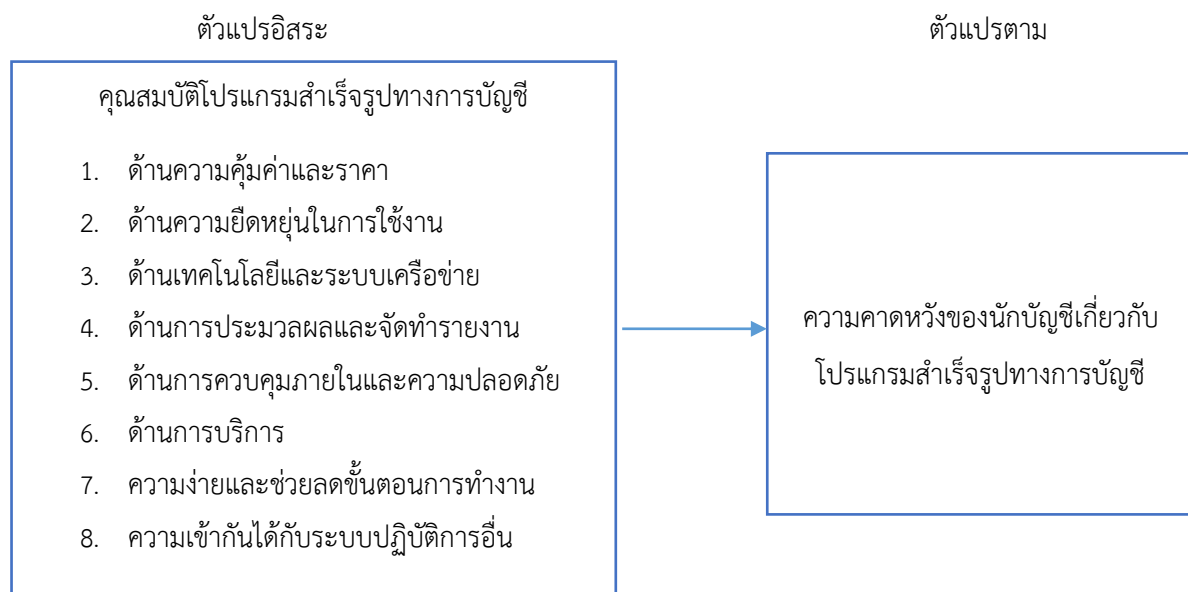 ตัวแปรอิสระ
ตัวแปรตาม
คุณสมบัติโปรแกรมสำเร็จรูปทางการบัญชี
1. ด้านความคุ้มค่าและราคา
2. ด้านความยืดหยุ่นในการใช้งาน
3. ด้านเทคโนโลยีและระบบเครือข่าย
4. ด้านการประมวลผลและจัดทำรายงาน
5. ด้านการควบคุมภายในและความปลอดภัย
6. ด้านการบริการ
7. ความง่ายและช่วยลดขั้นตอนการทำงาน
8. ความเข้ากันได้กับระบบปฏิบัติการอื่น
ความคาดหวังของนักบัญชีเกี่ยวกับ
โปรแกรมสำเร็จรูปทางการบัญชี